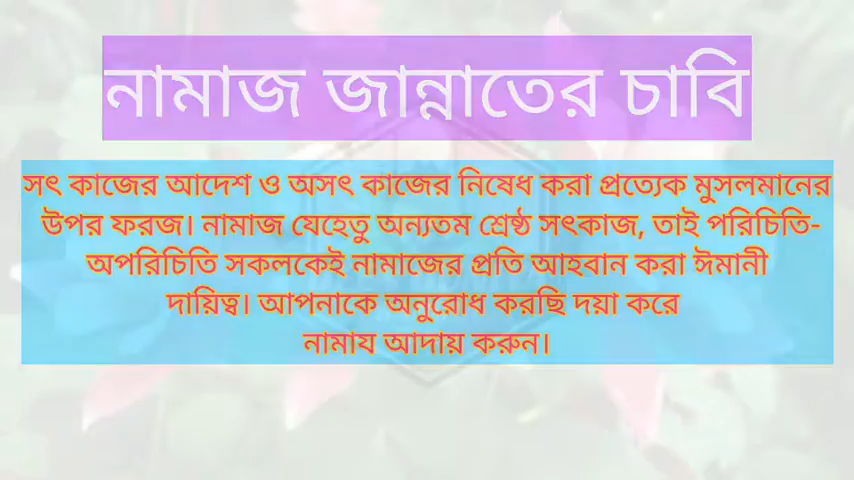 নামাজ জান্নাতের চাবি
সৎ কাজের আদেশ ও অসৎ কাজের নিষেধ করা প্রত্যেক মুসলমানের
উপর ফরজ। নামাজ যেহেতু অন্যতম শ্রেষ্ঠ সৎকাজ, তাই পরিচিতি-
অপরিচিতি সকলকেই নামাজের প্রতি আহবান করা ঈমানী
দায়িত্ব। আপনাকে অনুরোধ করছি দয়া করে
নামায আদায় করুন।